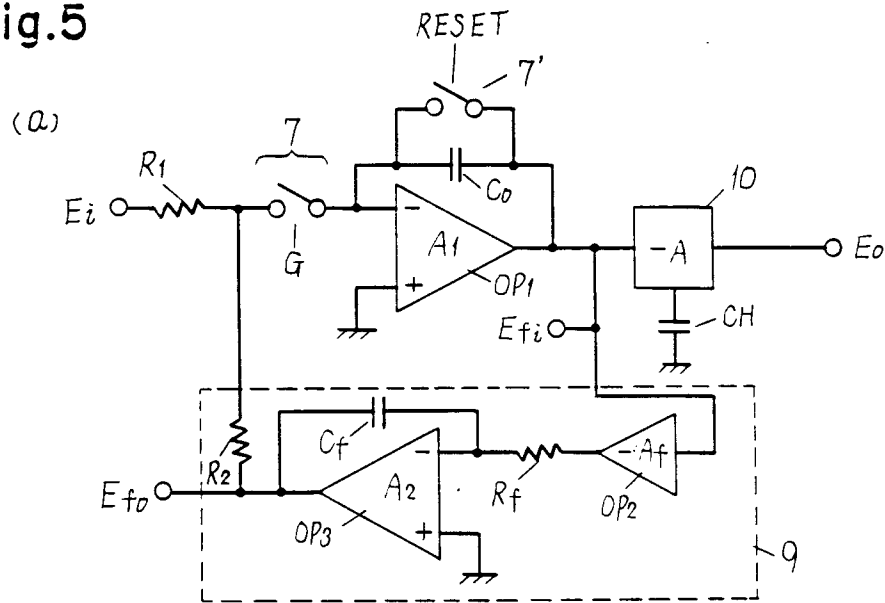 ig.5
RESET
7'
(a)
7
R1
Co
10
Ei
G
−
A1
+
OP1
−A
Eo
Efi
CH
R2
Cf
−
A2
+
OP3
Rf
−Af
OP2
Efo
9